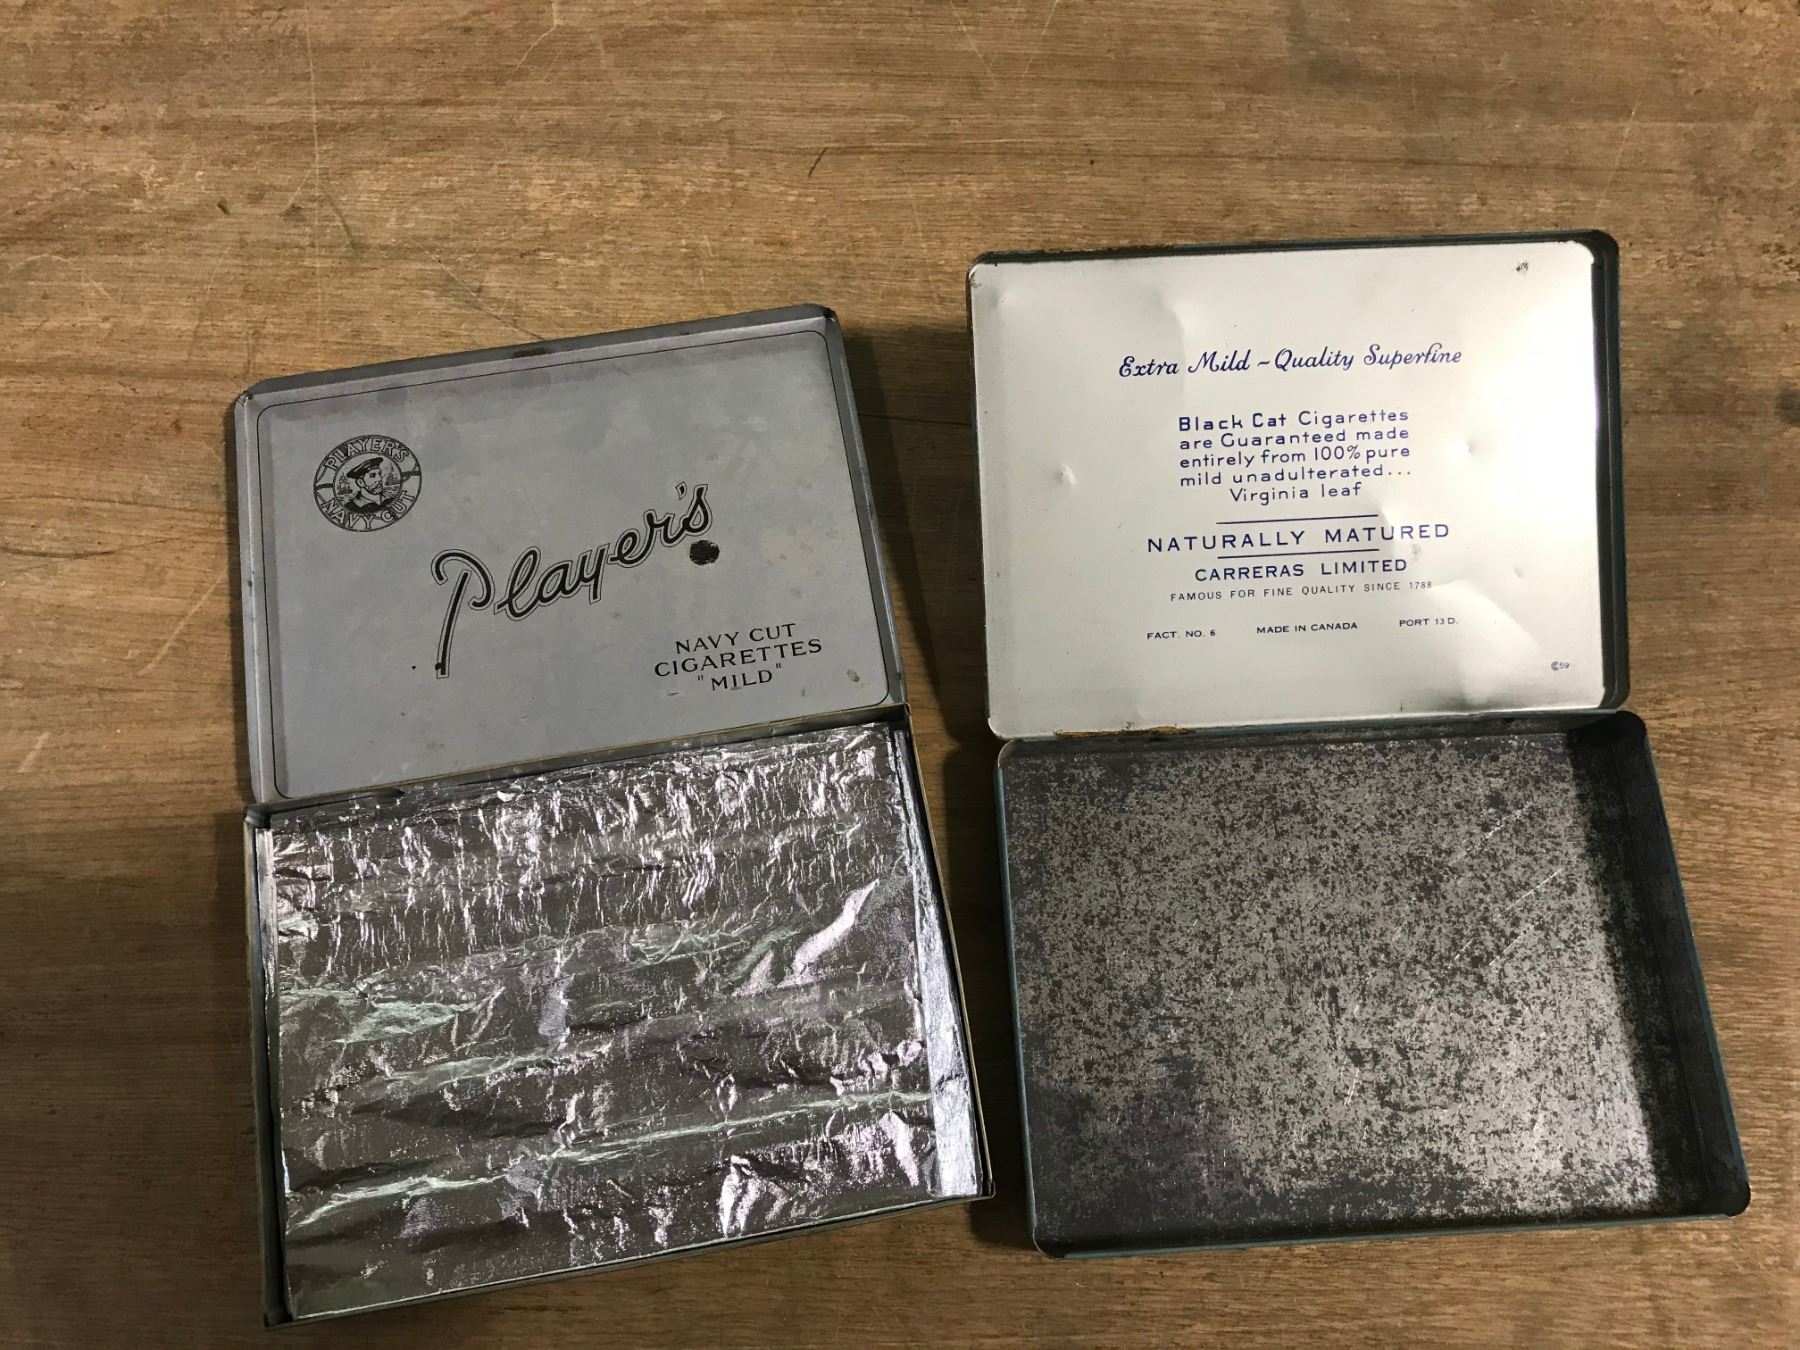 PLAYER'S
NAVY CUT
Player's
NAVY CUT
CIGARETTES
"MILD"
Extra Mild ~ Quality Superfine
Black Cat Cigarettes
are Guaranteed made
entirely from 100% pure
mild unadulterated...
Virginia leaf
NATURALLY MATURED
CARRERAS LIMITED
FAMOUS FOR FINE QUALITY SINCE 1788
FACT. NO. 6 MADE IN CANADA PORT 13 D.
59